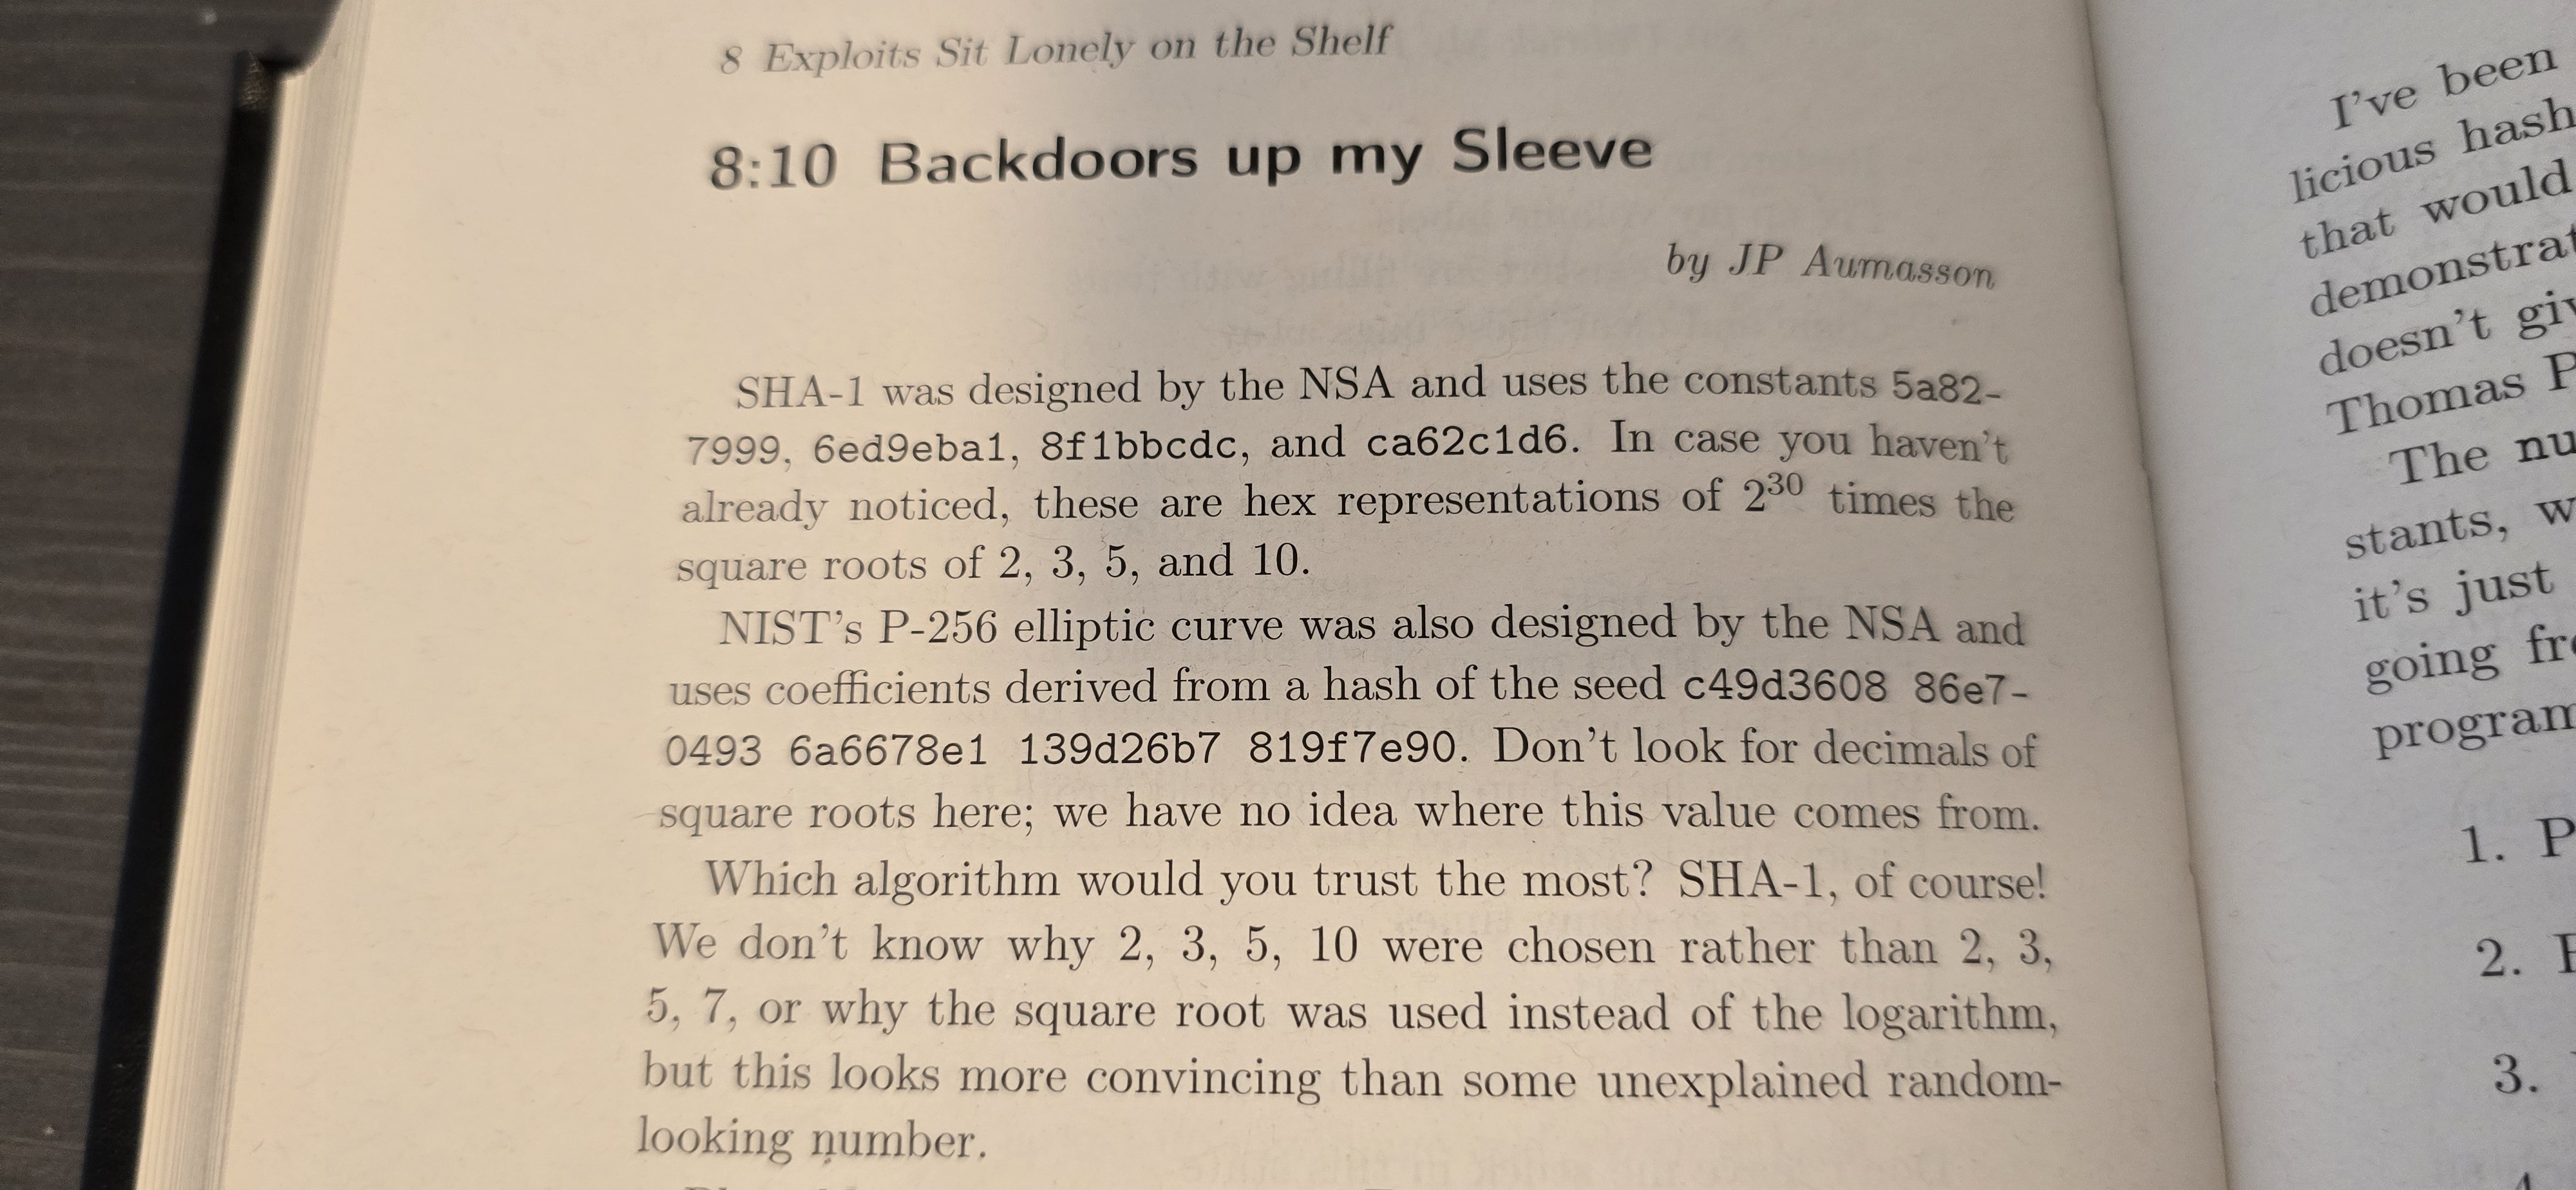 8 Exploits Sit Lonely on the Shelf
8:10 Backdoors up my Sleeve
by JP Aumasson
SHA-1 was designed by the NSA and uses the constants 5a82-
7999, 6ed9eba1, 8f1bbcdc, and ca62c1d6. In case you haven't
already noticed, these are hex representations of 2³⁰ times the
square roots of 2, 3, 5, and 10.
NIST's P-256 elliptic curve was also designed by the NSA and
uses coefficients derived from a hash of the seed c49d3608 86e7-
0493 6a6678e1 139d26b7 819f7e90. Don't look for decimals of
square roots here; we have no idea where this value comes from.
Which algorithm would you trust the most? SHA-1, of course!
We don't know why 2, 3, 5, 10 were chosen rather than 2, 3,
5, 7, or why the square root was used instead of the logarithm,
but this looks more convincing than some unexplained random-
looking number.
I've been
licious hash
that would
demonstrat
doesn't giv
Thomas P
The nu
stants, w
it's just
going fro
program
1. P
2.
3.